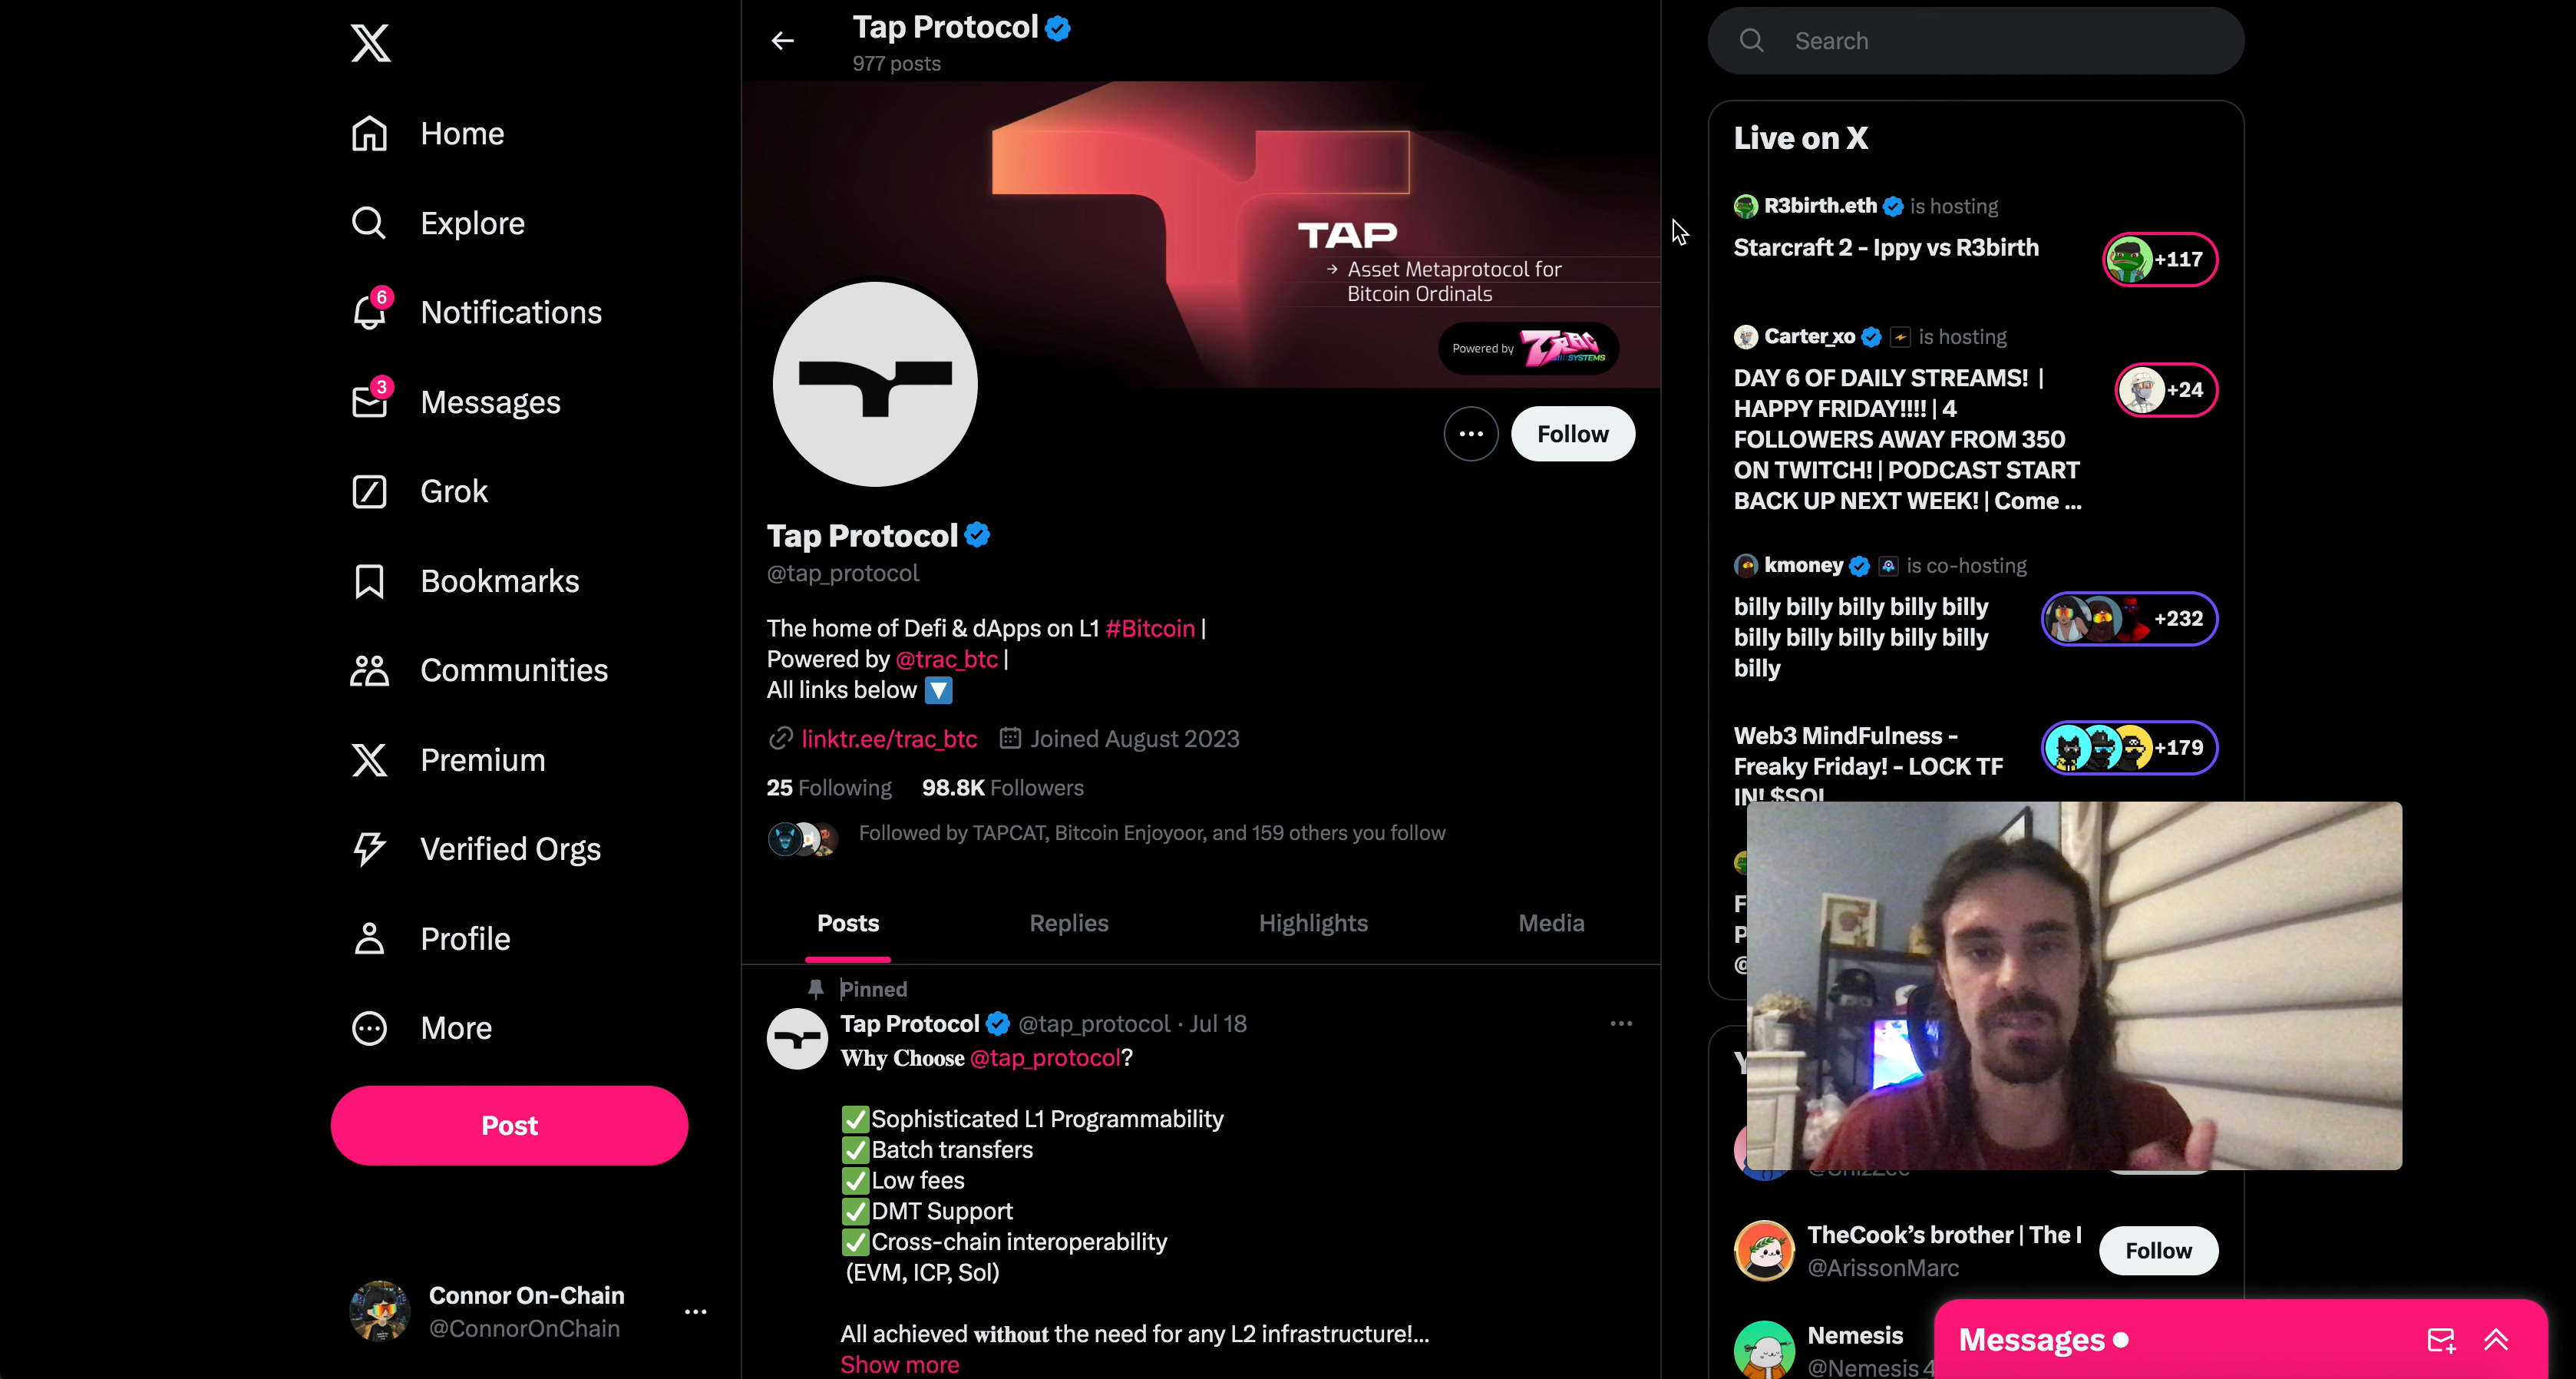 Home
Explore
6
Notifications
3
Messages
Grok
Bookmarks
Communities
Premium
Verified Orgs
Profile
More
Post
Connor On-Chain
@ConnorOnChain
Tap Protocol
977 posts
TAP
→ Asset Metaprotocol for
Bitcoin Ordinals
Powered by TRAC SYSTEMS
Follow
Tap Protocol
@tap_protocol
The home of Defi & dApps on L1 #Bitcoin |
Powered by @trac_btc |
All links below
linktr.ee/trac_btc Joined August 2023
25 Following 98.8K Followers
Followed by TAPCAT, Bitcoin Enjoyoor, and 159 others you follow
Posts Replies Highlights Media
Pinned
Tap Protocol @tap_protocol · Jul 18
𝐖𝐡𝐲 𝐂𝐡𝐨𝐨𝐬𝐞 @tap_protocol?
✅Sophisticated L1 Programmability
✅Batch transfers
✅Low fees
✅DMT Support
✅Cross-chain interoperability
(EVM, ICP, Sol)
All achieved 𝐰𝐢𝐭𝐡𝐨𝐮𝐭 the need for any L2 infrastructure!...
Show more
Search
Live on X
R3birth.eth is hosting
Starcraft 2 - Ippy vs R3birth
+117
Carter_xo is hosting
DAY 6 OF DAILY STREAMS! |
HAPPY FRIDAY!!!! | 4
FOLLOWERS AWAY FROM 350
ON TWITCH! | PODCAST START
BACK UP NEXT WEEK! | Come ...
+24
kmoney is co-hosting
billy billy billy billy billy
billy billy billy billy billy
billy
+232
Web3 MindFulness -
Freaky Friday! - LOCK TF
IN! $SOL
+179
TheCook's brother | The I
@ArissonMarc
Follow
Nemesis
@Nemesis4
Messages